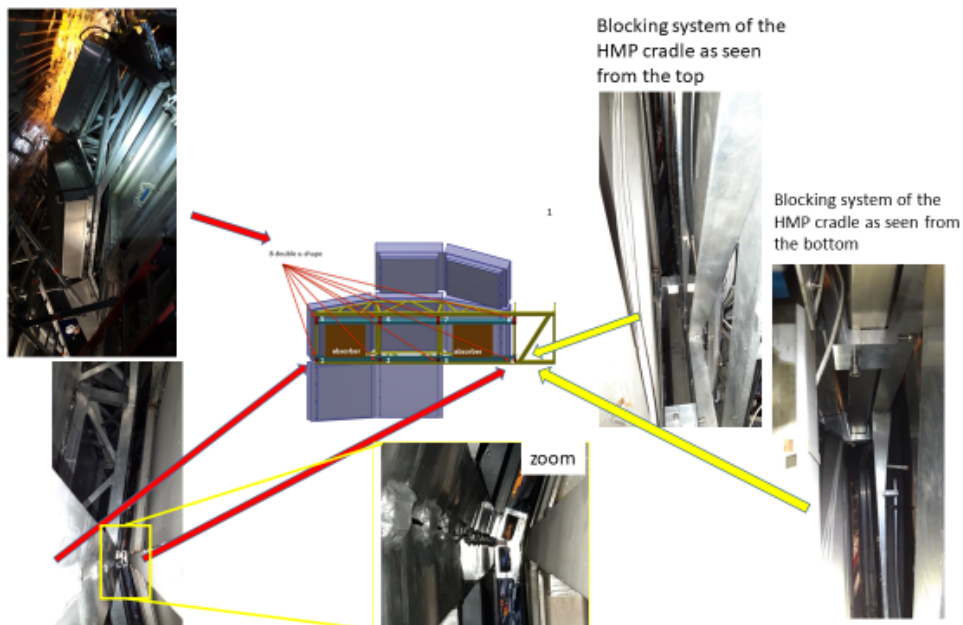 Blocking system of the
HMP cradle as seen
from the top
Blocking system of the
HMP cradle as seen from
the bottom
1
8 double u shape
absorber
absorber
zoom